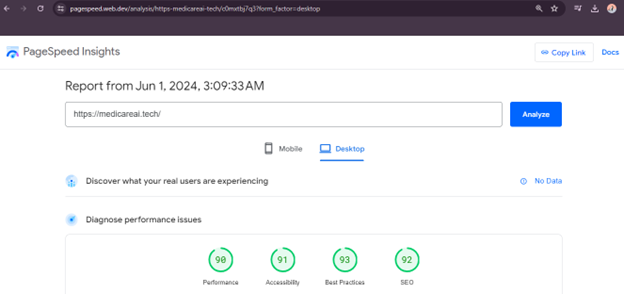 pagespeed.web.dev/analysis/https-medicareai-tech/c0mxtbj7q3?form_factor=desktop
PageSpeed Insights
Copy Link
Docs
Report from Jun 1, 2024, 3:09:33 AM
https://medicareai.tech/
Analyze
Mobile
Desktop
Discover what your real users are experiencing
No Data
Diagnose performance issues
90 91 93 92
Performance Accessibility Best Practices SEO